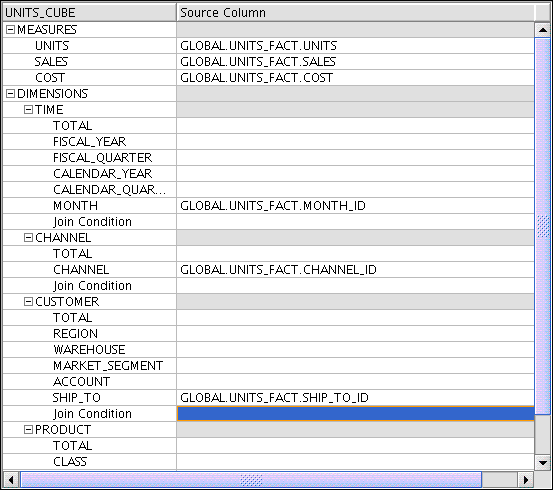 UNITS_CUBE Source Column
MEASURES
UNITS GLOBAL.UNITS_FACT.UNITS
SALES GLOBAL.UNITS_FACT.SALES
COST GLOBAL.UNITS_FACT.COST
DIMENSIONS
TIME
TOTAL
FISCAL_YEAR
FISCAL_QUARTER
CALENDAR_YEAR
CALENDAR_QUAR...
MONTH GLOBAL.UNITS_FACT.MONTH_ID
Join Condition
CHANNEL
TOTAL
CHANNEL GLOBAL.UNITS_FACT.CHANNEL_ID
Join Condition
CUSTOMER
TOTAL
REGION
WAREHOUSE
MARKET_SEGMENT
ACCOUNT
SHIP_TO GLOBAL.UNITS_FACT.SHIP_TO_ID
Join Condition
PRODUCT
TOTAL
CLASS